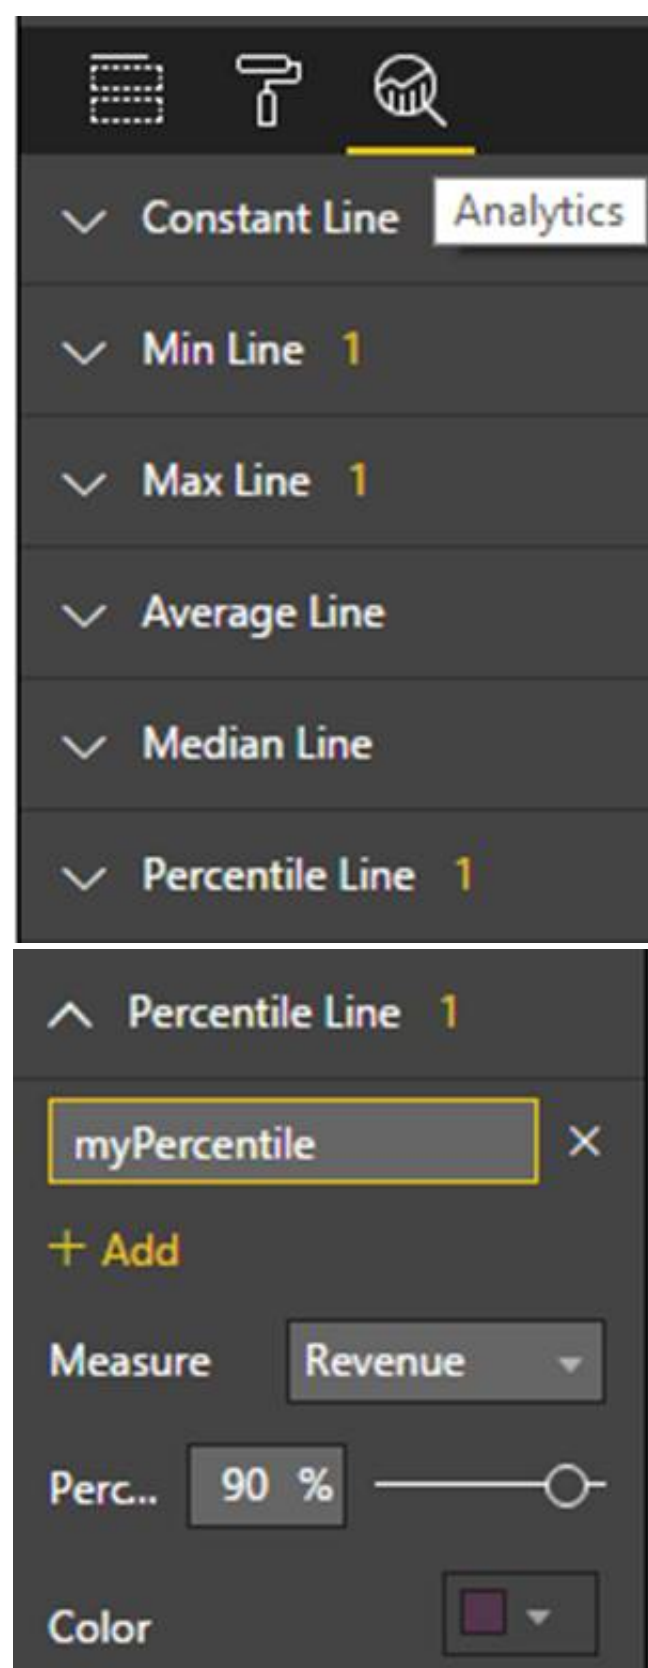 Constant Line
Analytics
Min Line 1
Max Line 1
Average Line
Median Line
Percentile Line 1
Percentile Line 1
myPercentile
+ Add
Measure Revenue
Perc... 90 %
Color